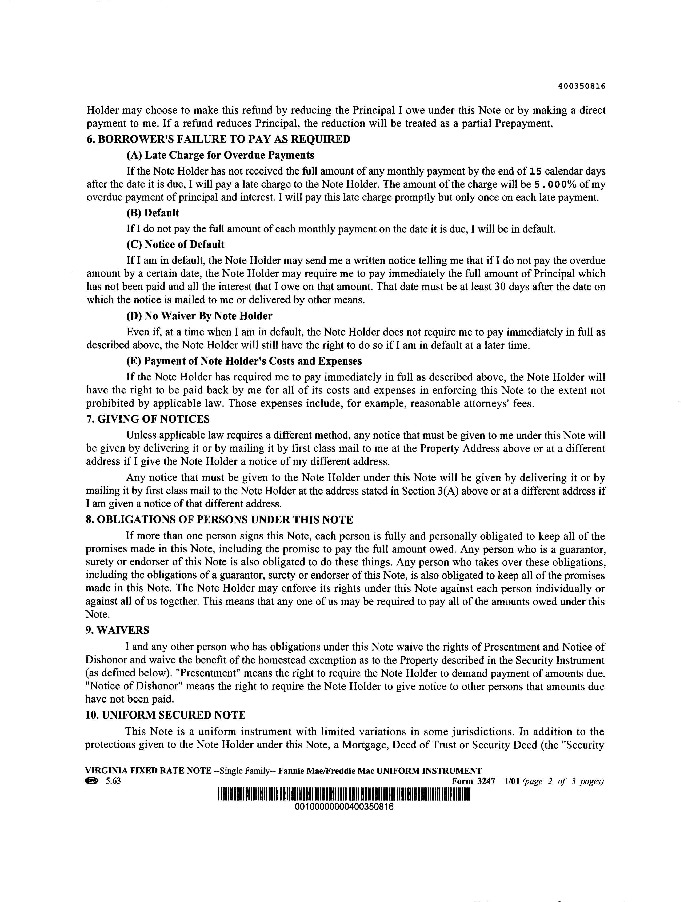 400350816
Holder may choose to make this refund by reducing the Principal I owe under this Note or by making a direct
payment to me. If a refund reduces Principal, the reduction will be treated as a partial Prepayment.
6. BORROWER'S FAILURE TO PAY AS REQUIRED
(A) Late Charge for Overdue Payments
If the Note Holder has not received the full amount of any monthly payment by the end of 15 calendar days
after the date it is due, I will pay a late charge to the Note Holder. The amount of the charge will be 5.000% of my
overdue payment of principal and interest. I will pay this late charge promptly but only once on each late payment.
(B) Default
If I do not pay the full amount of each monthly payment on the date it is due, I will be in default.
(C) Notice of Default
If I am in default, the Note Holder may send me a written notice telling me that if I do not pay the overdue
amount by a certain date, the Note Holder may require me to pay immediately the full amount of Principal which
has not been paid and all the interest that I owe on that amount. That date must be at least 30 days after the date on
which the notice is mailed to me or delivered by other means.
(D) No Waiver By Note Holder
Even if, at a time when I am in default, the Note Holder does not require me to pay immediately in full as
described above, the Note Holder will still have the right to do so if I am in default at a later time.
(E) Payment of Note Holder's Costs and Expenses
If the Note Holder has required me to pay immediately in full as described above, the Note Holder will
have the right to be paid back by me for all of its costs and expenses in enforcing this Note to the extent not
prohibited by applicable law. Those expenses include, for example, reasonable attorneys' fees.
7. GIVING OF NOTICES
Unless applicable law requires a different method, any notice that must be given to me under this Note will
be given by delivering it or by mailing it by first class mail to me at the Property Address above or at a different
address if I give the Note Holder a notice of my different address.
Any notice that must be given to the Note Holder under this Note will be given by delivering it or by
mailing it by first class mail to the Note Holder at the address stated in Section 3(A) above or at a different address if
I am given a notice of that different address.
8. OBLIGATIONS OF PERSONS UNDER THIS NOTE
If more than one person signs this Note, each person is fully and personally obligated to keep all of the
promises made in this Note, including the promise to pay the full amount owed. Any person who is a guarantor,
surety or endorser of this Note is also obligated to do these things. Any person who takes over these obligations,
including the obligations of a guarantor, surety or endorser of this Note, is also obligated to keep all of the promises
made in this Note. The Note Holder may enforce its rights under this Note against each person individually or
against all of us together. This means that any one of us may be required to pay all of the amounts owed under this
Note.
9. WAIVERS
I and any other person who has obligations under this Note waive the rights of Presentment and Notice of
Dishonor and waive the benefit of the homestead exemption as to the Property described in the Security Instrument
(as defined below). "Presentment" means the right to require the Note Holder to demand payment of amounts due.
"Notice of Dishonor" means the right to require the Note Holder to give notice to other persons that amounts due
have not been paid.
10. UNIFORM SECURED NOTE
This Note is a uniform instrument with limited variations in some jurisdictions. In addition to the
protections given to the Note Holder under this Note, a Mortgage, Deed of Trust or Security Deed (the "Security
VIRGINIA FIXED RATE NOTE --Single Family-- Fannie Mae/Freddie Mac UNIFORM INSTRUMENT
5.63 Form 3247 1/01 (page 2 of 3 pages)
00100000000400350816